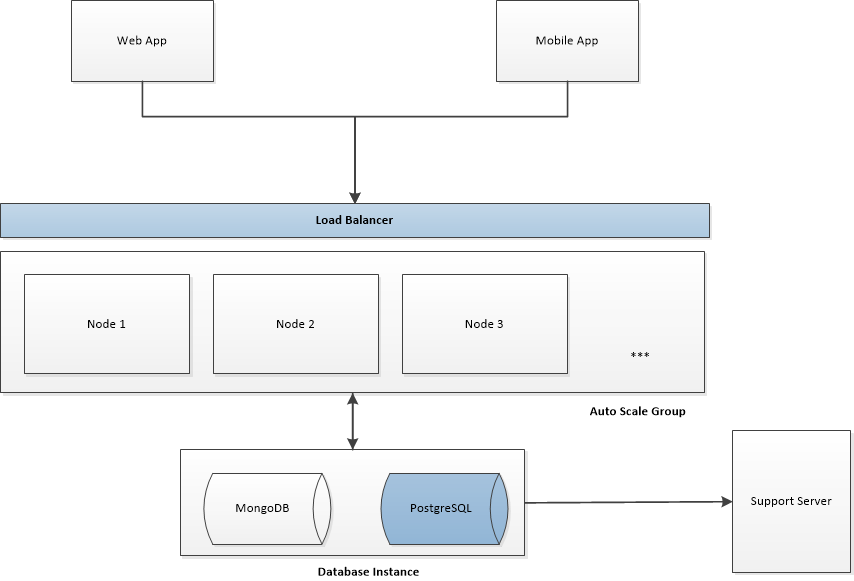 Web App
Mobile App
Load Balancer
Node 1
Node 2
Node 3
***
Auto Scale Group
MongoDB
PostgreSQL
Support Server
Database Instance